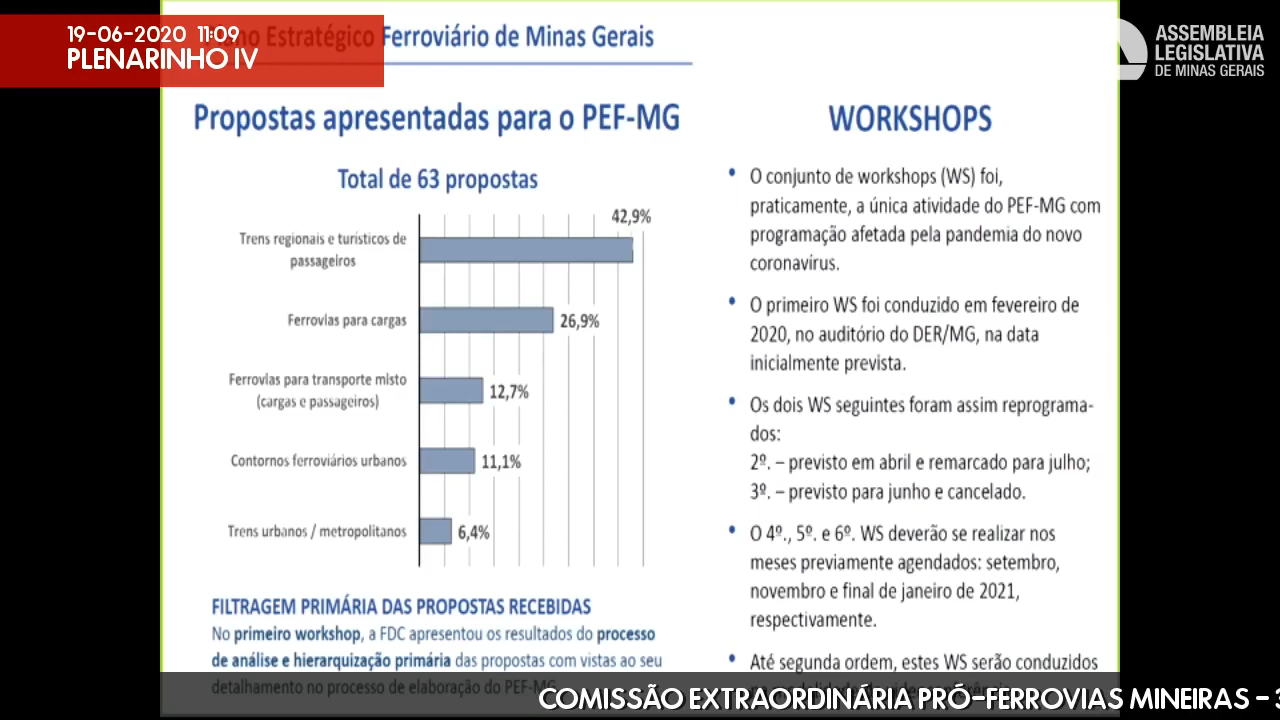 19-06-2020 11:09
PLENARINHO IV
Plano Estratégico Ferroviário de Minas Gerais
ASSEMBLEIA
LEGISLATIVA
DE MINAS GERAIS
Propostas apresentadas para o PEF-MG
Total de 63 propostas
42,9%
Trens regionais e turísticos de
passageiros
Ferrovias para cargas
26,9%
Ferrovias para transporte misto
(cargas e passageiros)
12,7%
Contornos ferroviários urbanos
11,1%
Trens urbanos / metropolitanos
6,4%
FILTRAGEM PRIMÁRIA DAS PROPOSTAS RECEBIDAS
No primeiro workshop, a FDC apresentou os resultados do processo
de análise e hierarquização primária das propostas com vistas ao seu
detalhamento no processo de elaboração do PEF-MG.
WORKSHOPS
• O conjunto de workshops (WS) foi,
praticamente, a única atividade do PEF-MG com
programação afetada pela pandemia do novo
coronavírus.
• O primeiro WS foi conduzido em fevereiro de
2020, no auditório do DER/MG, na data
inicialmente prevista.
• Os dois WS seguintes foram assim reprograma-
dos:
2º. – previsto em abril e remarcado para julho;
3º. – previsto para junho e cancelado.
• O 4º., 5º. e 6º. WS deverão se realizar nos
meses previamente agendados: setembro,
novembro e final de janeiro de 2021,
respectivamente.
• Até segunda ordem, estes WS serão conduzidos
COMISSÃO EXTRAORDINÁRIA PRÓ-FERROVIAS MINEIRAS - 3